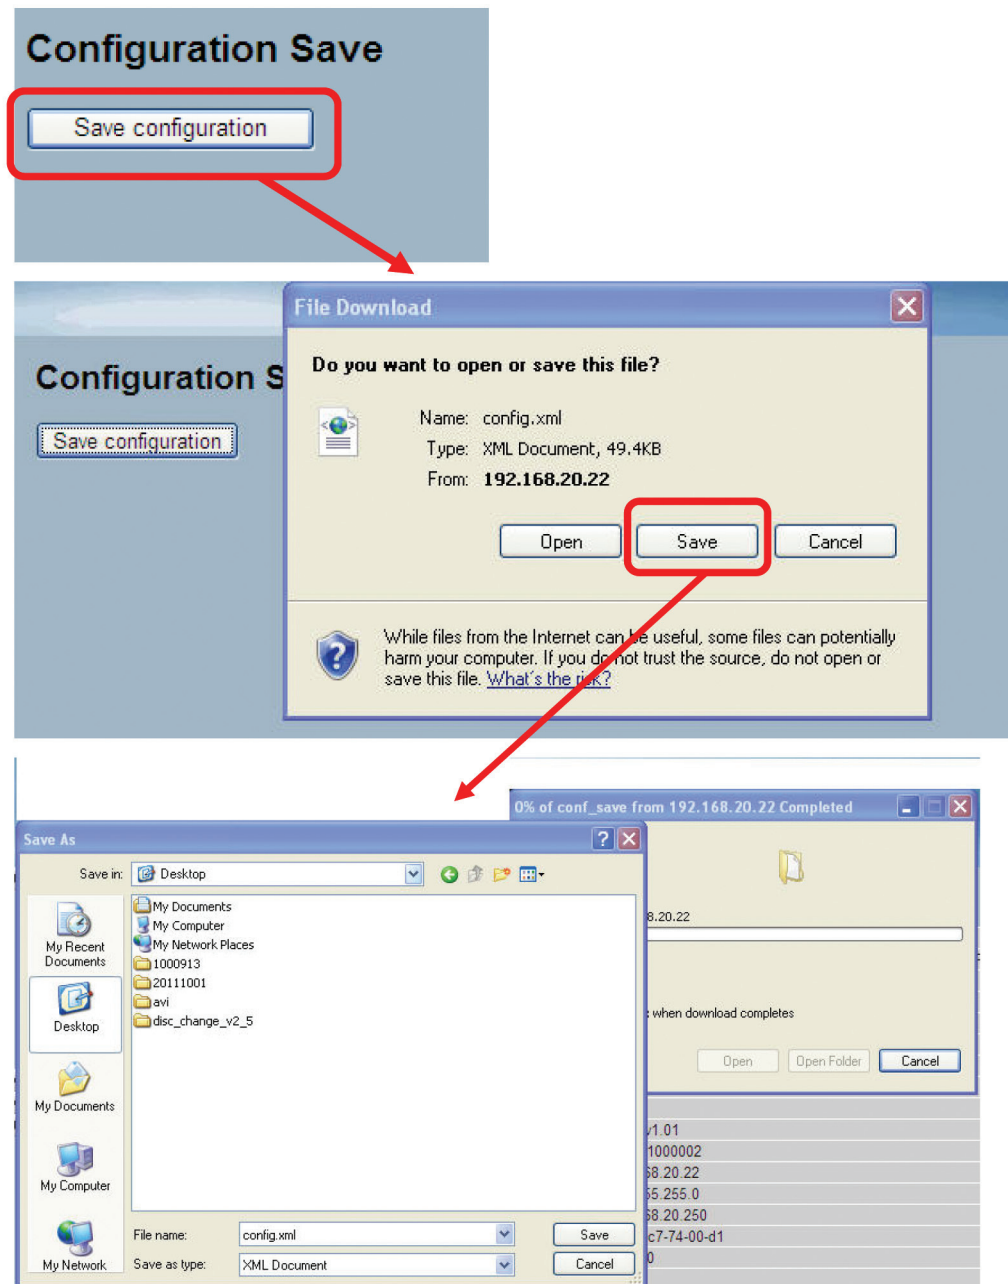 Configuration Save
Save configuration
File Download
Do you want to open or save this file?
Configuration S
Save configuration
Name: config.xml
Type: XML Document, 49.4KB
From: 192.168.20.22
Open Save Cancel
While files from the Internet can be useful, some files can potentially
harm your computer. If you do not trust the source, do not open or
save this file. What's the risk?
0% of conf_save from 192.168.20.22 Completed
Save As
Save in: Desktop
My Recent
Documents
Desktop
My Documents
My Computer
My Network
My Documents
My Computer
My Network Places
1000913
20111001
avi
disc_change_v2_5
File name: config.xml Save
Save as type: XML Document Cancel
8.20.22
when download completes
Open Open Folder Cancel
v1.01
1000002
68.20.22
55.255.0
68.20.250
c7-74-00-d1
0